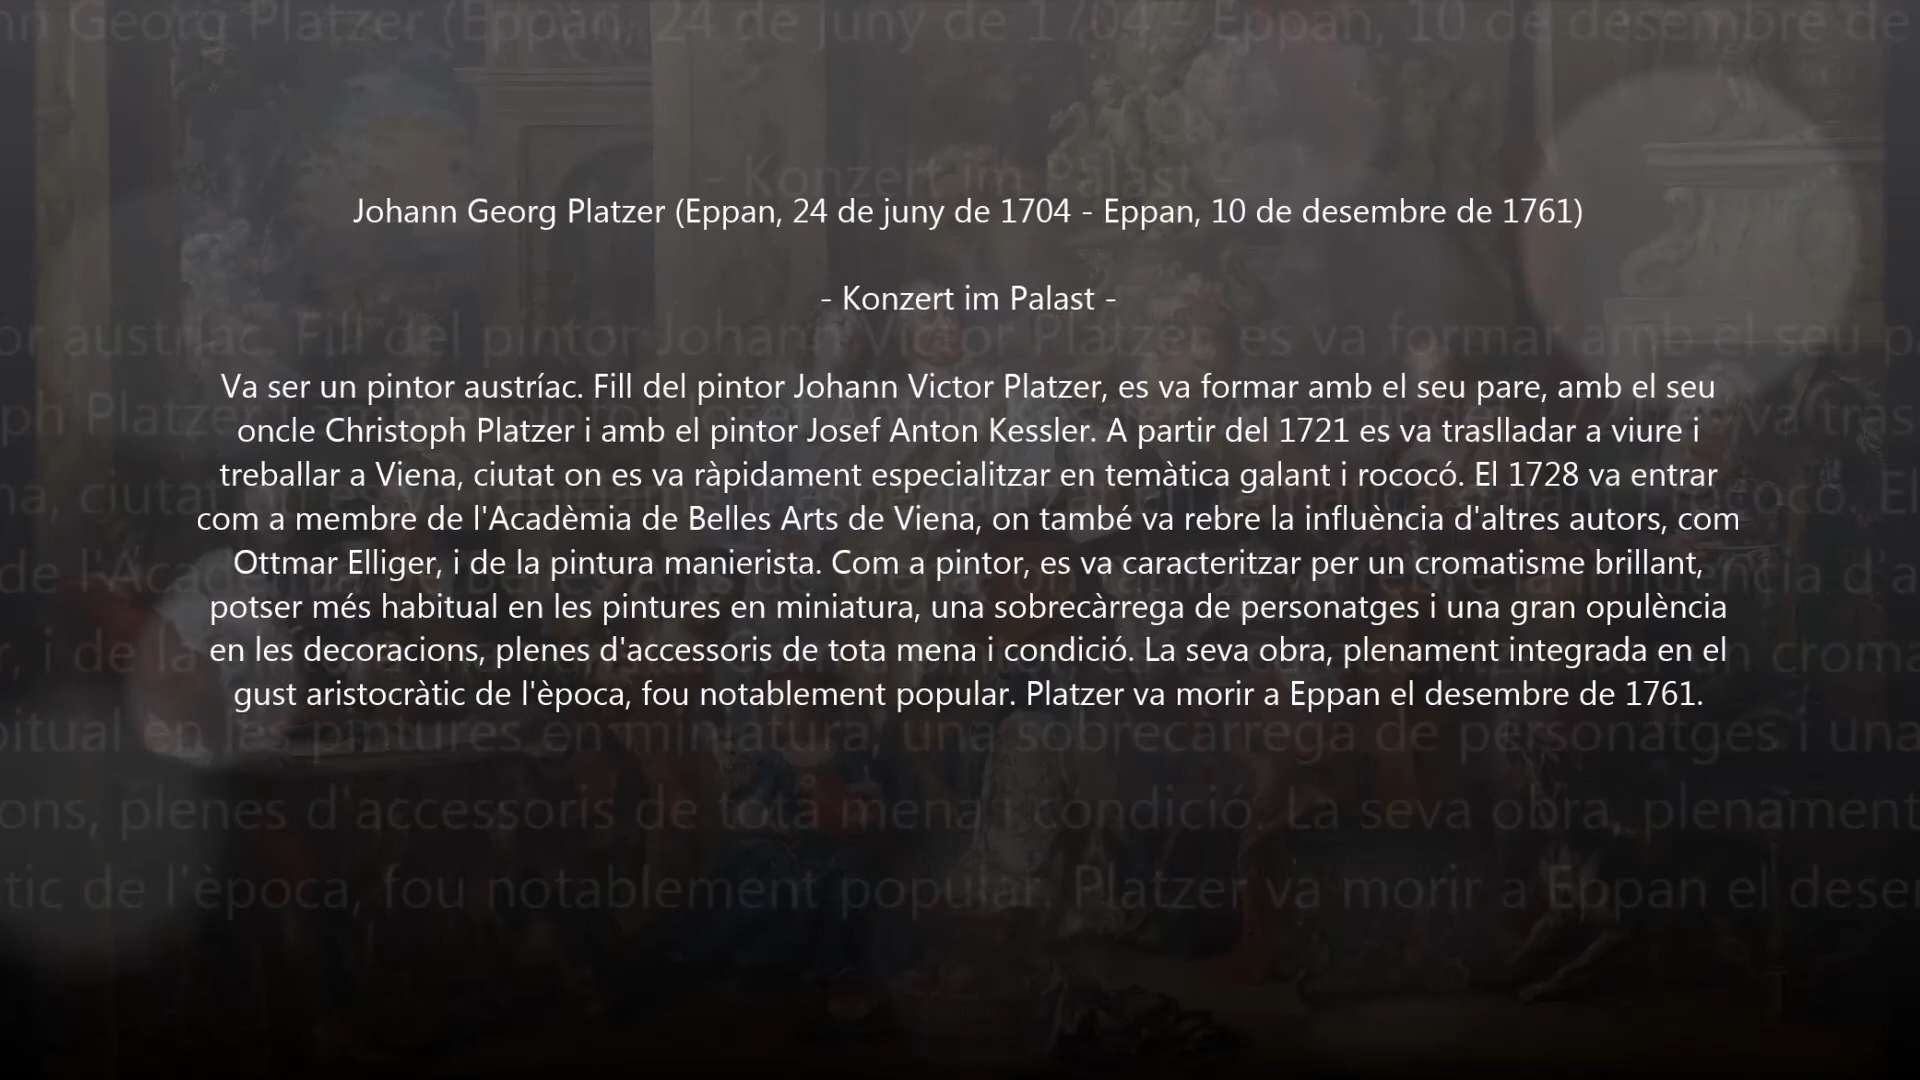 Johann Georg Platzer (Eppan, 24 de juny de 1704 - Eppan, 10 de desembre de 1761)
- Konzert im Palast -
Va ser un pintor austríac. Fill del pintor Johann Victor Platzer, es va formar amb el seu pare, amb el seu
oncle Christoph Platzer i amb el pintor Josef Anton Kessler. A partir del 1721 es va traslladar a viure i
treballar a Viena, ciutat on es va ràpidament especialitzar en temàtica galant i rococó. El 1728 va entrar
com a membre de l'Acadèmia de Belles Arts de Viena, on també va rebre la influència d'altres autors, com
Ottmar Elliger, i de la pintura manierista. Com a pintor, es va caracteritzar per un cromatisme brillant,
potser més habitual en les pintures en miniatura, una sobrecàrrega de personatges i una gran opulència
en les decoracions, plenes d'accessoris de tota mena i condició. La seva obra, plenament integrada en el
gust aristocràtic de l'època, fou notablement popular. Platzer va morir a Eppan el desembre de 1761.